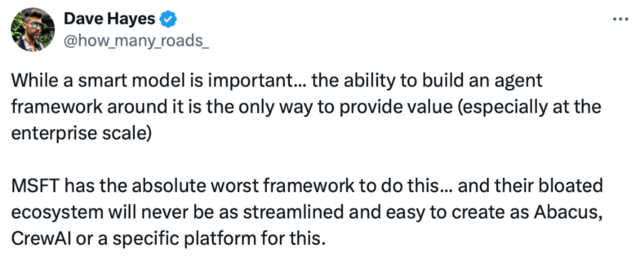 Dave Hayes
@how_many_roads_
While a smart model is important... the ability to build an agent
framework around it is the only way to provide value (especially at the
enterprise scale)
MSFT has the absolute worst framework to do this... and their bloated
ecosystem will never be as streamlined and easy to create as Abacus,
CrewAI or a specific platform for this.